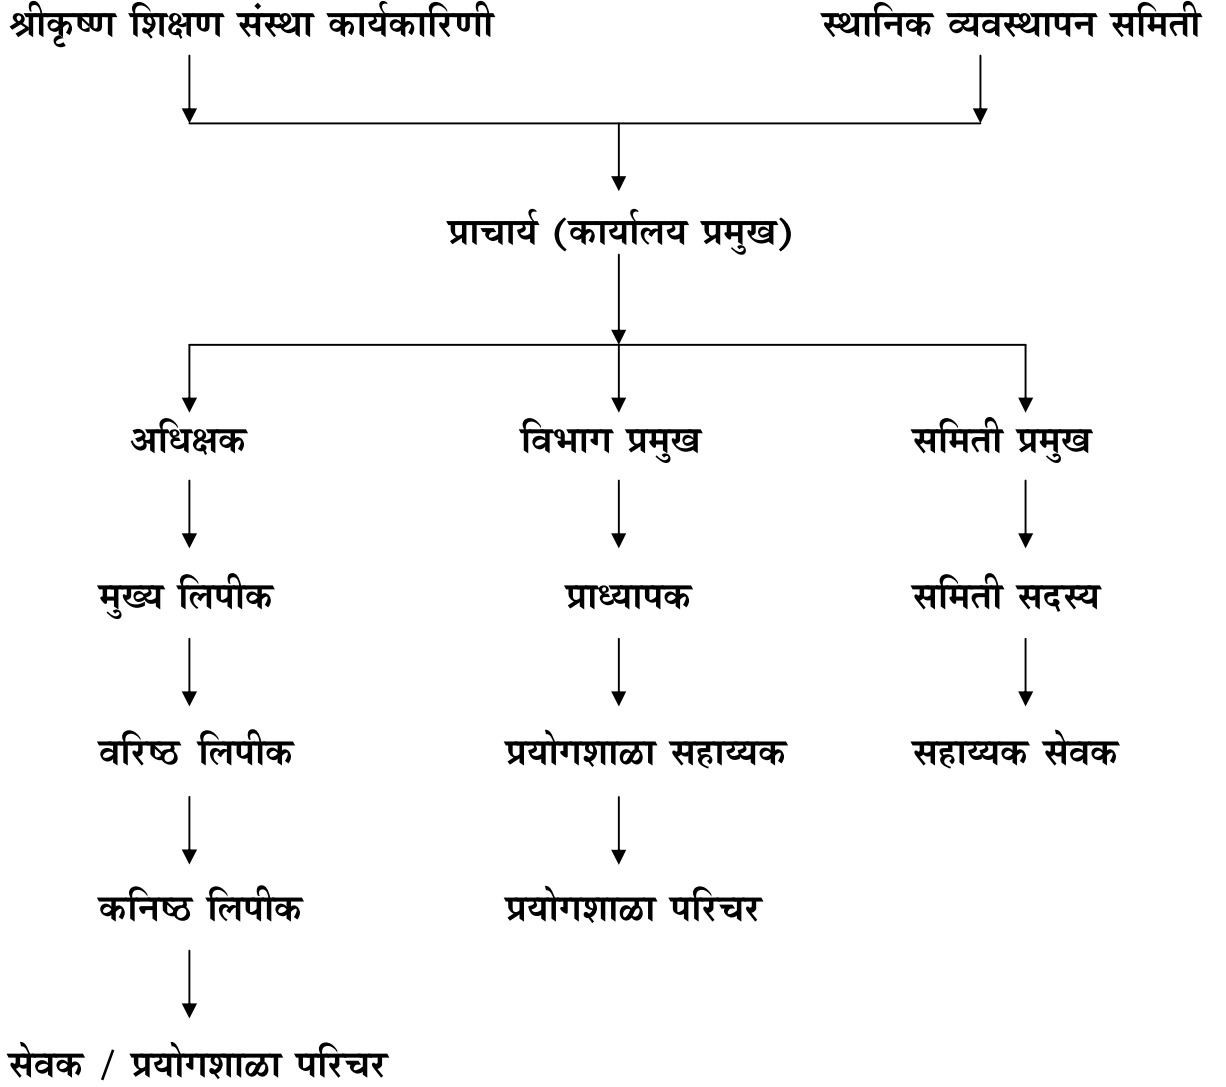 श्रीकृष्ण शिक्षण संस्था कार्यकारिणी
स्थानिक व्यवस्थापन समिती
प्राचार्य (कार्यालय प्रमुख)
अधिक्षक
विभाग प्रमुख
समिती प्रमुख
मुख्य लिपीक
प्राध्यापक
समिती सदस्य
वरिष्ठ लिपीक
प्रयोगशाळा सहाय्यक
सहाय्यक सेवक
कनिष्ठ लिपीक
प्रयोगशाळा परिचर
सेवक / प्रयोगशाळा परिचर